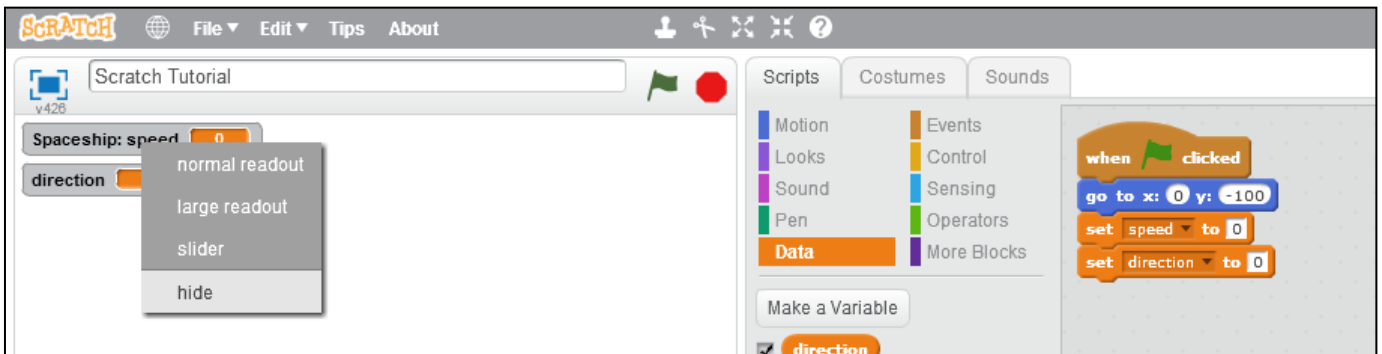 SCRATCH File Edit Tips About
Scratch Tutorial
v426
Spaceship: speed 0
direction
normal readout
large readout
slider
hide
Scripts Costumes Sounds
Motion Events
Looks Control
Sound Sensing
Pen Operators
Data More Blocks
Make a Variable
direction
when clicked
go to x: 0 y: -100
set speed to 0
set direction to 0